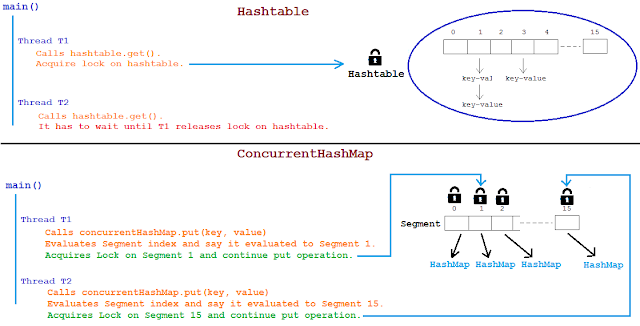 Hashtable
main()
Thread T1
Calls hashtable.get().
Acquire lock on hashtable.
Hashtable
0 1 2 3 4 15
key-val key-value
key-value
Thread T2
Calls hashtable.get().
It has to wait until T1 releases lock on hashtable.
ConcurrentHashMap
main()
Thread T1
Calls concurrentHashMap.put(key, value)
Evaluates Segment index and say it evaluated to Segment 1.
Acquires Lock on Segment 1 and continue put operation.
Thread T2
Calls concurrentHashMap.put(key, value)
Evaluates Segment index and say it evaluated to Segment 15.
Acquires Lock on Segment 15 and continue put operation.
0 1 2 15
Segment
HashMap HashMap HashMap HashMap